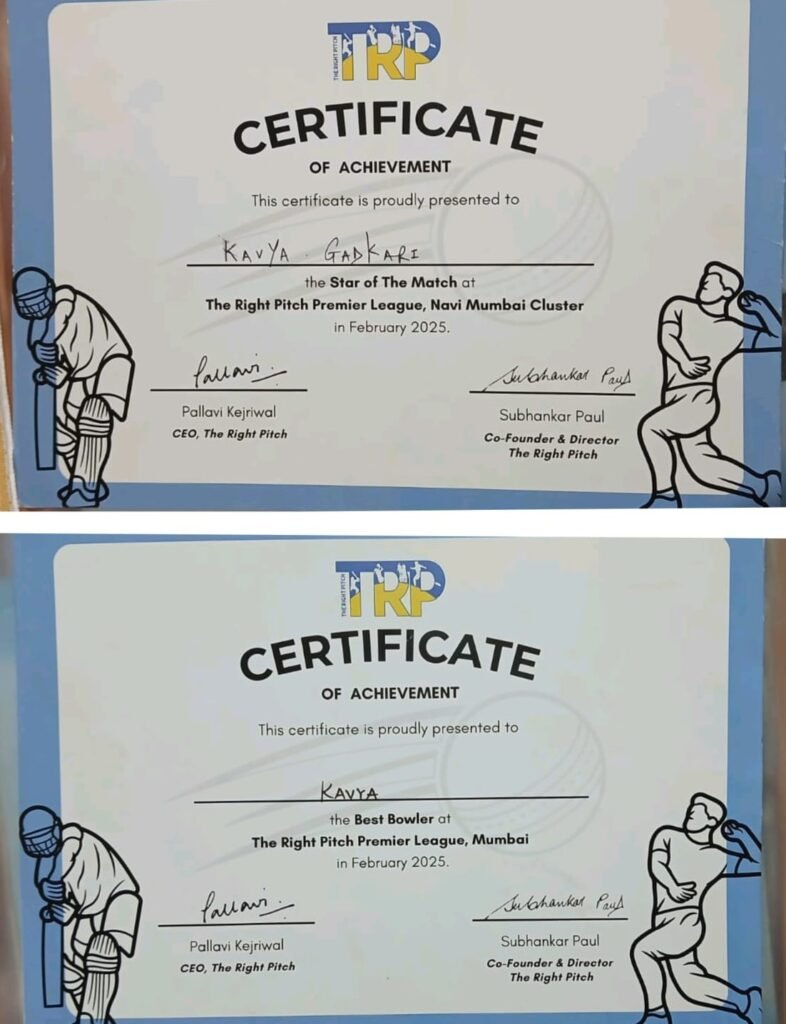 THE RIGHT PITCH
TRP
CERTIFICATE
OF ACHIEVEMENT
This certificate is proudly presented to
KAVYA . GADKARI
the Star of The Match at
The Right Pitch Premier League, Navi Mumbai Cluster
in February 2025.
Pallavi
Subhankar Paul
Pallavi Kejriwal
Subhankar Paul
CEO, The Right Pitch
Co-Founder & Director
The Right Pitch
THE RIGHT PITCH
TRP
CERTIFICATE
OF ACHIEVEMENT
This certificate is proudly presented to
KAVYA
the Best Bowler at
The Right Pitch Premier League, Mumbai
in February 2025.
Pallavi
Subhankar Paul
Pallavi Kejriwal
Subhankar Paul
CEO, The Right Pitch
Co-Founder & Director
The Right Pitch